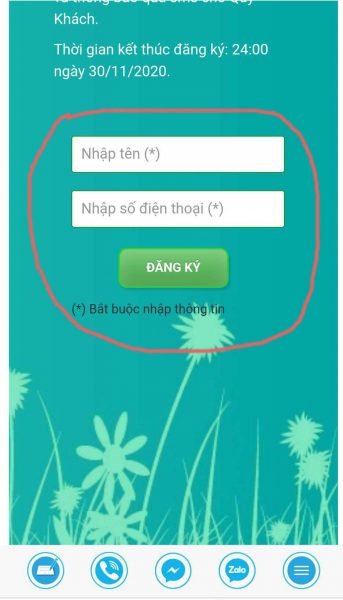 Khách.
Thời gian kết thúc đăng ký: 24:00
ngày 30/11/2020.
Nhập tên (*)
Nhập số điện thoại (*)
ĐĂNG KÝ
(*) Bắt buộc nhập thông tin
Zalo